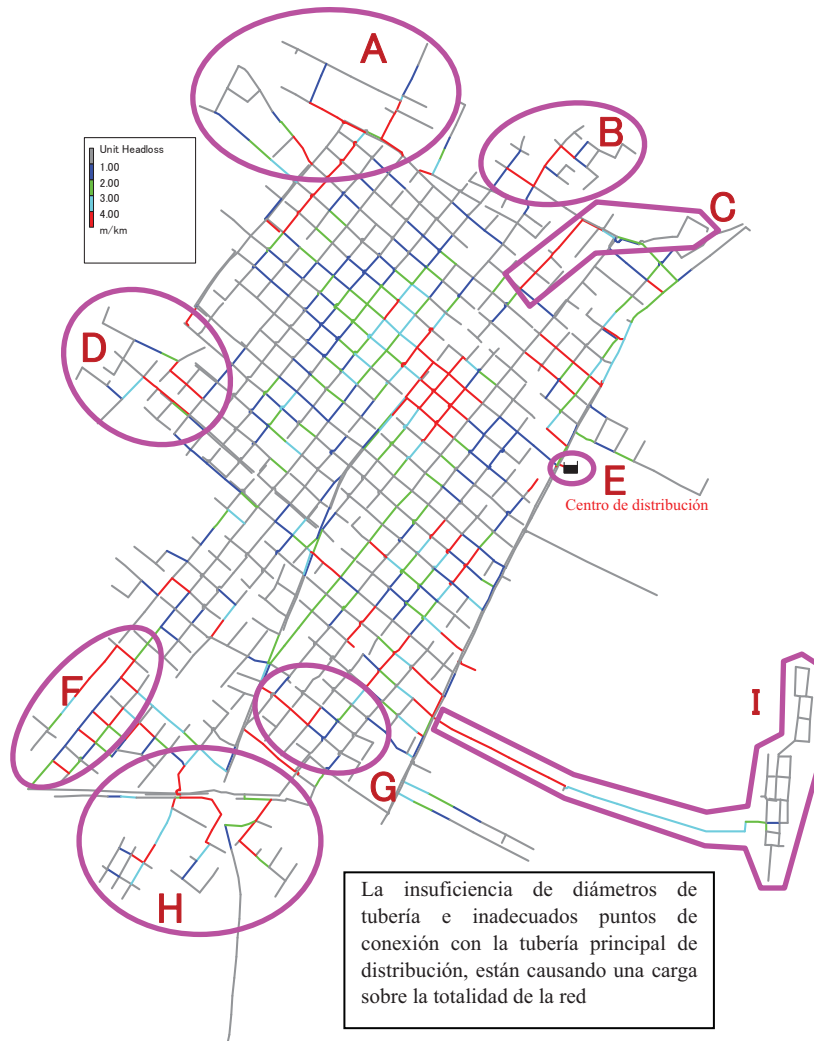 A
B
Unit Headloss
1.00
2.00
3.00
4.00
m/km
C
D
E
Centro de distribución
F
I
G
H
La insuficiencia de diámetros de
tubería e inadecuados puntos de
conexión con la tubería principal de
distribución, están causando una carga
sobre la totalidad de la red